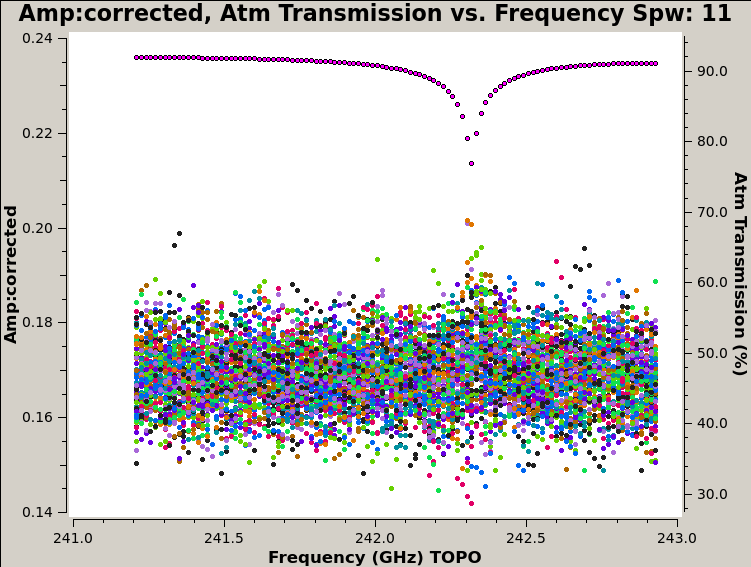 Amp:corrected, Atm Transmission vs. Frequency Spw: 11
0.24
0.22
0.20
0.18
0.16
0.14
Amp:corrected
90.0
80.0
70.0
60.0
50.0
40.0
30.0
Atm Transmission (%)
241.0 241.5 242.0 242.5 243.0
Frequency (GHz) TOPO